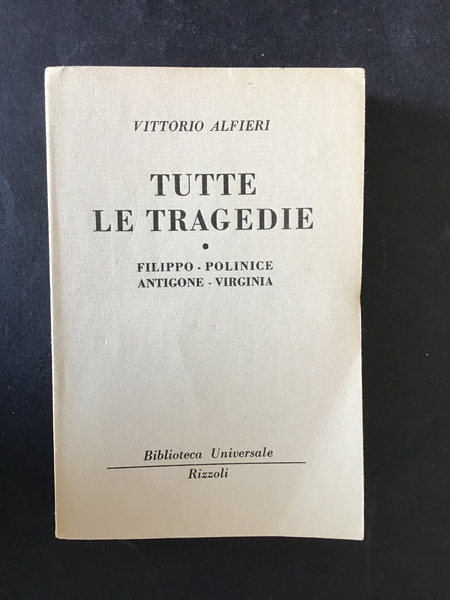 VITTORIO ALFIERI
TUTTE
LE TRAGEDIE
•
FILIPPO - POLINICE
ANTIGONE - VIRGINIA
Biblioteca Universale
Rizzoli